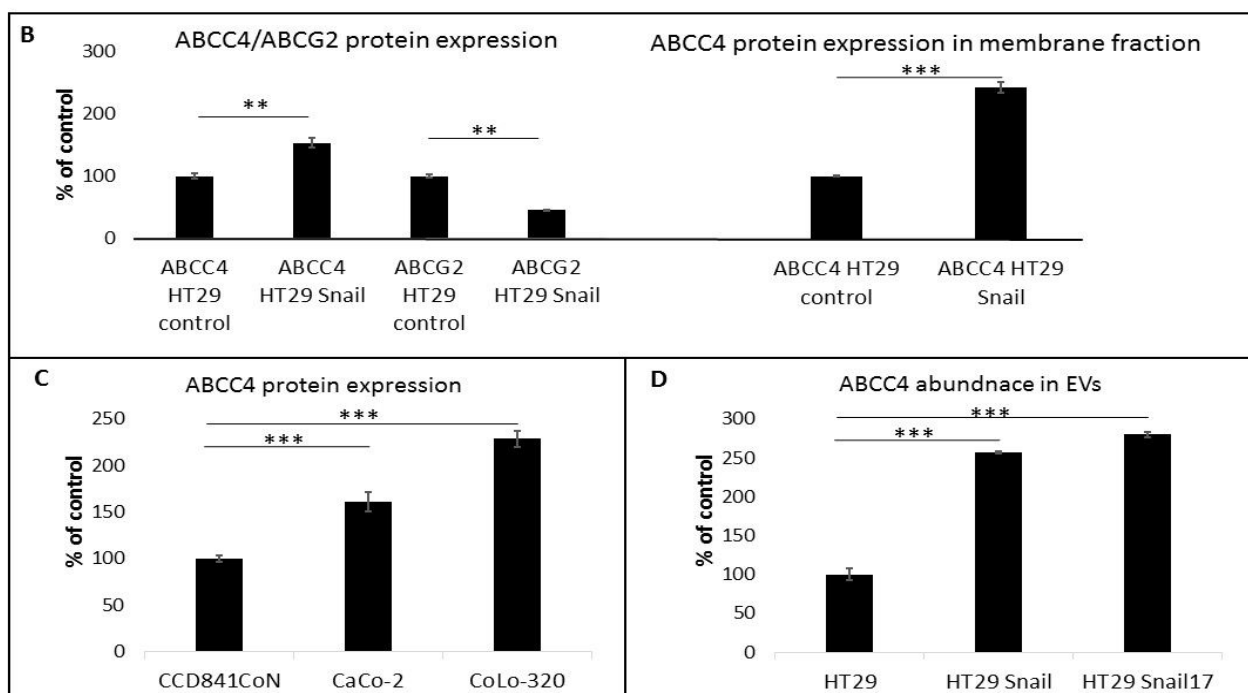 B
ABCC4/ABCG2 protein expression
ABCC4 protein expression in membrane fraction
% of control
300
200
100
0
**
**
***
ABCC4
HT29
control
ABCC4
HT29 Snail
ABCG2
HT29
control
ABCG2
HT29 Snail
ABCC4 HT29
control
ABCC4 HT29
Snail
C
ABCC4 protein expression
% of control
250
200
150
100
50
0
***
***
CCD841CoN
CaCo-2
CoLo-320
D
ABCC4 abundnace in EVs
% of control
300
250
200
150
100
50
0
***
***
HT29
HT29 Snail
HT29 Snail17